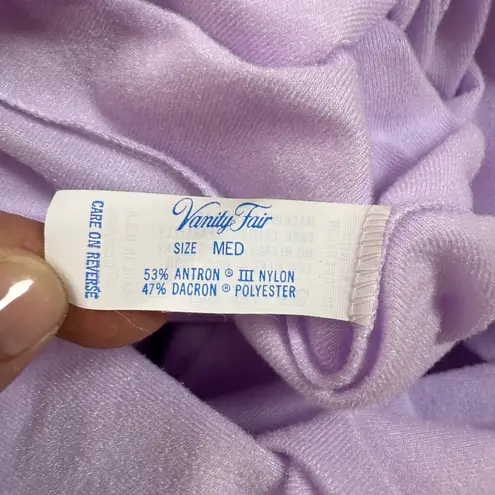 Vanity Fair
SIZE MED
53% ANTRON ® III NYLON
47% DACRON ® POLYESTER
CARE ON REVERSE